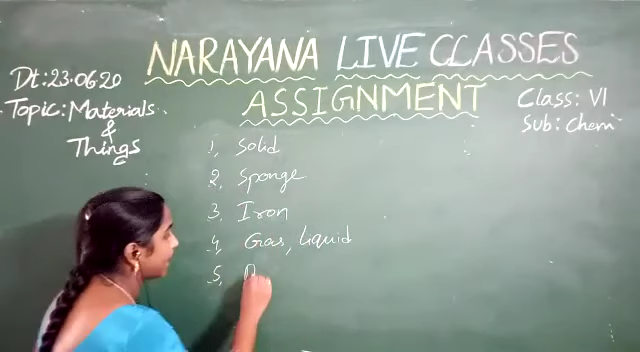 NARAYANA LIVE CLASSES
ASSIGNMENT
Dt:23.06.20
Topic: Materials
&
Things
Class: VI
Sub: Chem
1, Solid
2, Sponge
3, Iron
4, Gas, Liquid
5,